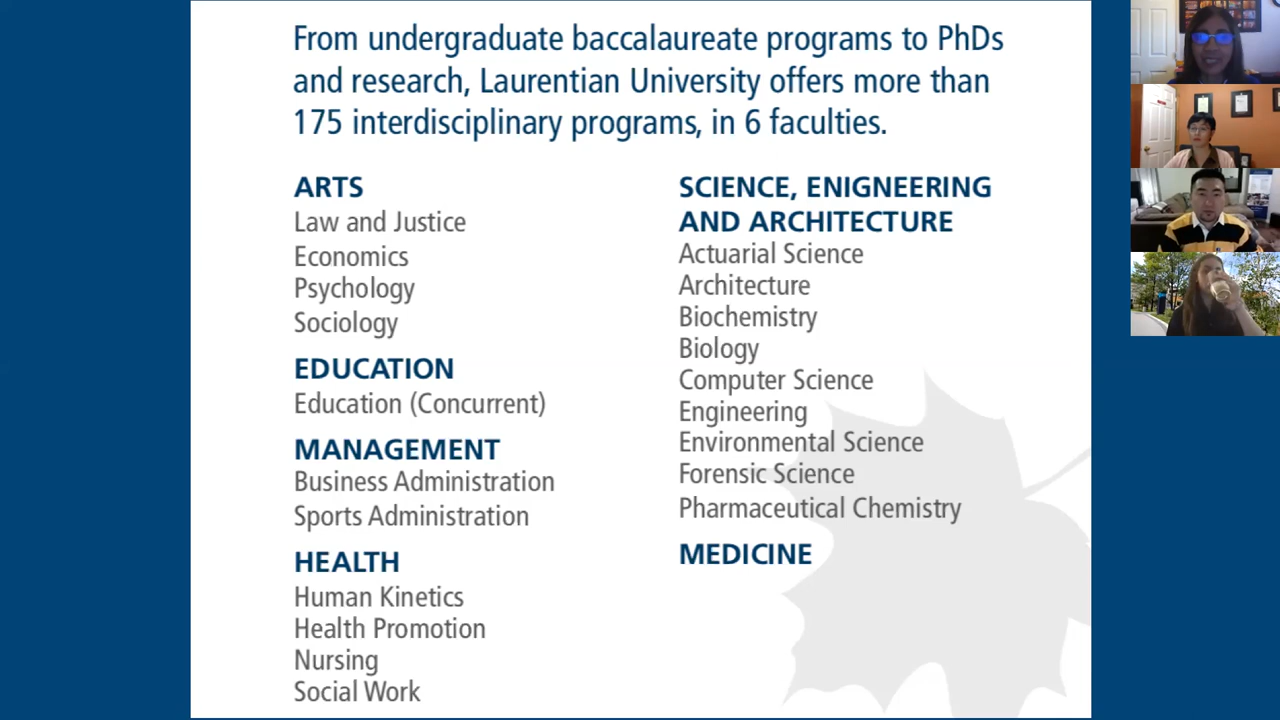 From undergraduate baccalaureate programs to PhDs
and research, Laurentian University offers more than
175 interdisciplinary programs, in 6 faculties.
ARTS
Law and Justice
Economics
Psychology
Sociology
EDUCATION
Education (Concurrent)
MANAGEMENT
Business Administration
Sports Administration
HEALTH
Human Kinetics
Health Promotion
Nursing
Social Work
SCIENCE, ENIGNEERING
AND ARCHITECTURE
Actuarial Science
Architecture
Biochemistry
Biology
Computer Science
Engineering
Environmental Science
Forensic Science
Pharmaceutical Chemistry
MEDICINE